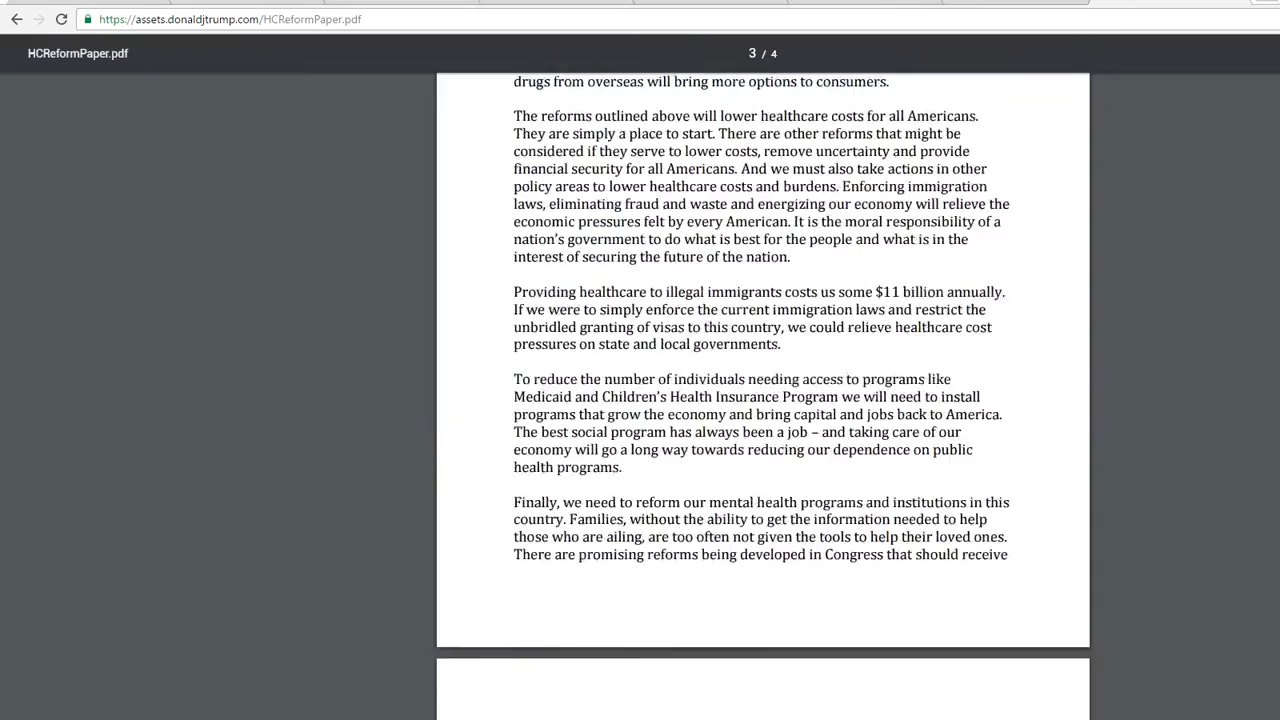 https://assets.donaldjtrump.com/HCReformPaper.pdf
HCReformPaper.pdf
3 / 4
drugs from overseas will bring more options to consumers.
The reforms outlined above will lower healthcare costs for all Americans.
They are simply a place to start. There are other reforms that might be
considered if they serve to lower costs, remove uncertainty and provide
financial security for all Americans. And we must also take actions in other
policy areas to lower healthcare costs and burdens. Enforcing immigration
laws, eliminating fraud and waste and energizing our economy will relieve the
economic pressures felt by every American. It is the moral responsibility of a
nation’s government to do what is best for the people and what is in the
interest of securing the future of the nation.
Providing healthcare to illegal immigrants costs us some $11 billion annually.
If we were to simply enforce the current immigration laws and restrict the
unbridled granting of visas to this country, we could relieve healthcare cost
pressures on state and local governments.
To reduce the number of individuals needing access to programs like
Medicaid and Children’s Health Insurance Program we will need to install
programs that grow the economy and bring capital and jobs back to America.
The best social program has always been a job – and taking care of our
economy will go a long way towards reducing our dependence on public
health programs.
Finally, we need to reform our mental health programs and institutions in this
country. Families, without the ability to get the information needed to help
those who are ailing, are too often not given the tools to help their loved ones.
There are promising reforms being developed in Congress that should receive